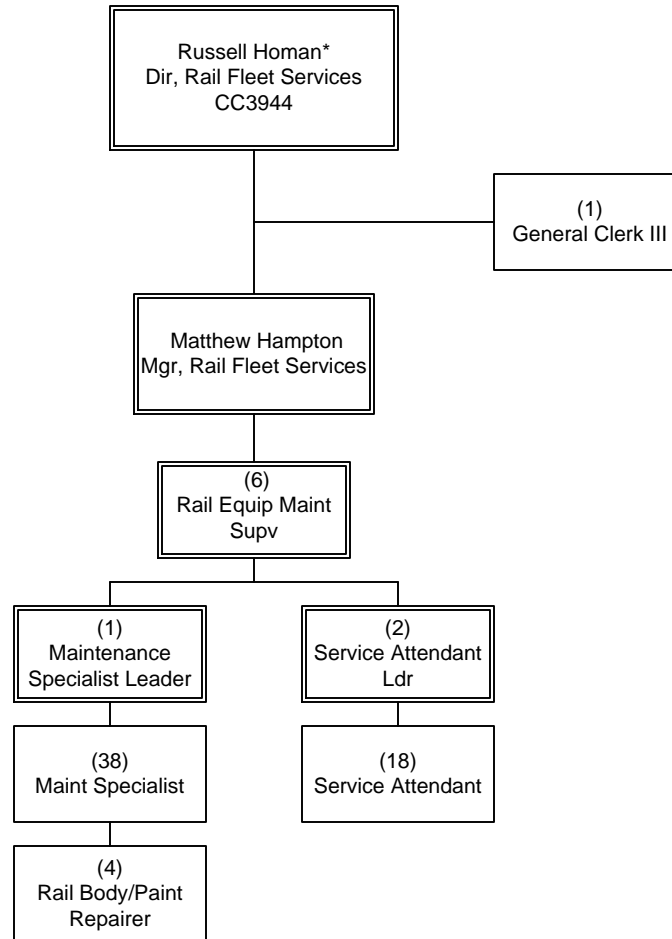 Russell Homan*
Dir, Rail Fleet Services
CC3944
(1)
General Clerk III
Matthew Hampton
Mgr, Rail Fleet Services
(6)
Rail Equip Maint
Supv
(1)
Maintenance
Specialist Leader
(2)
Service Attendant
Ldr
(38)
Maint Specialist
(18)
Service Attendant
(4)
Rail Body/Paint
Repairer